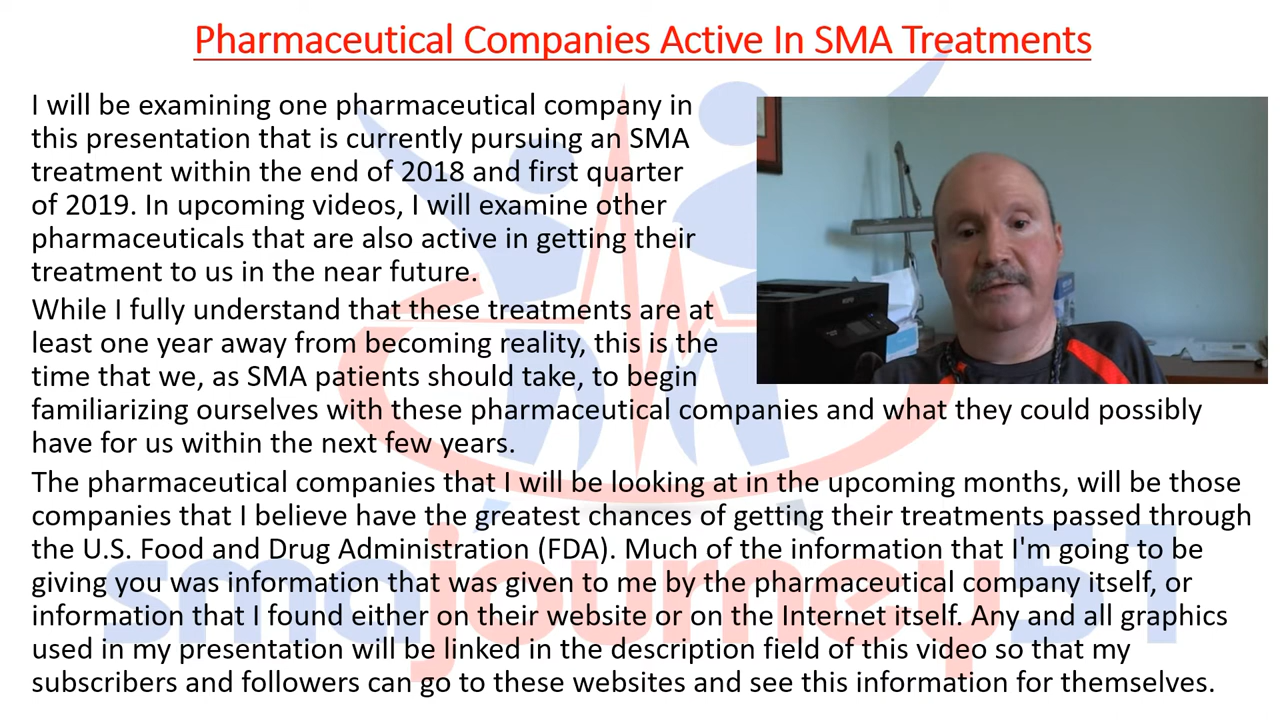 Pharmaceutical Companies Active In SMA Treatments
I will be examining one pharmaceutical company in
this presentation that is currently pursuing an SMA
treatment within the end of 2018 and first quarter
of 2019. In upcoming videos, I will examine other
pharmaceuticals that are also active in getting their
treatment to us in the near future.
While I fully understand that these treatments are at
least one year away from becoming reality, this is the
time that we, as SMA patients should take, to begin
familiarizing ourselves with these pharmaceutical companies and what they could possibly
have for us within the next few years.
The pharmaceutical companies that I will be looking at in the upcoming months, will be those
companies that I believe have the greatest chances of getting their treatments passed through
the U.S. Food and Drug Administration (FDA). Much of the information that I'm going to be
giving you was information that was given to me by the pharmaceutical company itself, or
information that I found either on their website or on the Internet itself. Any and all graphics
used in my presentation will be linked in the description field of this video so that my
subscribers and followers can go to these websites and see this information for themselves.
smajourney51